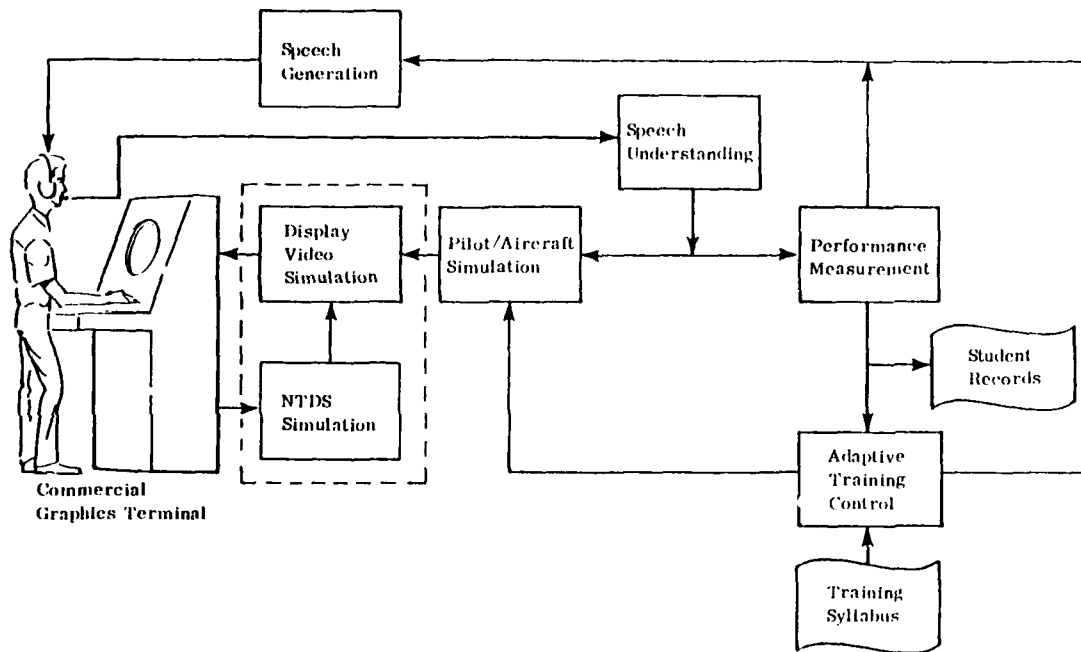 Speech
Generation
Speech
Understanding
Display
Video
Simulation
Pilot/Aircraft
Simulation
Performance
Measurement
Student
Records
NTDS
Simulation
Adaptive
Training
Control
Commercial
Graphics Terminal
Training
Syllabus